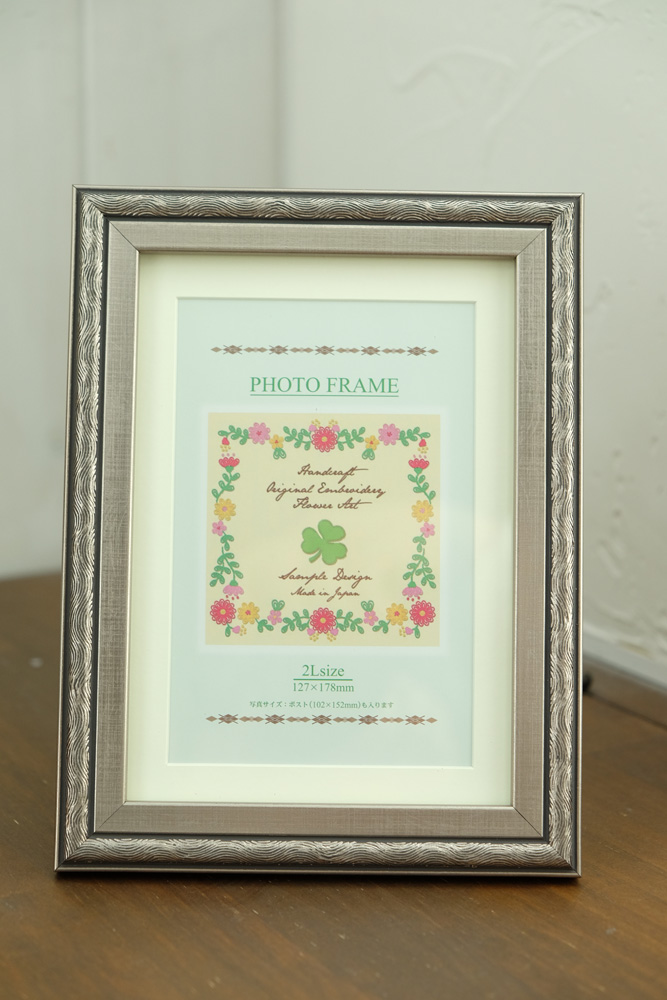 PHOTO FRAME
Handcraft
Original Embroidery
Flower Art
Sample Design
Made in Japan
2Lsize
127×178mm
写真サイズ：ポスト(102×152mm)も入ります